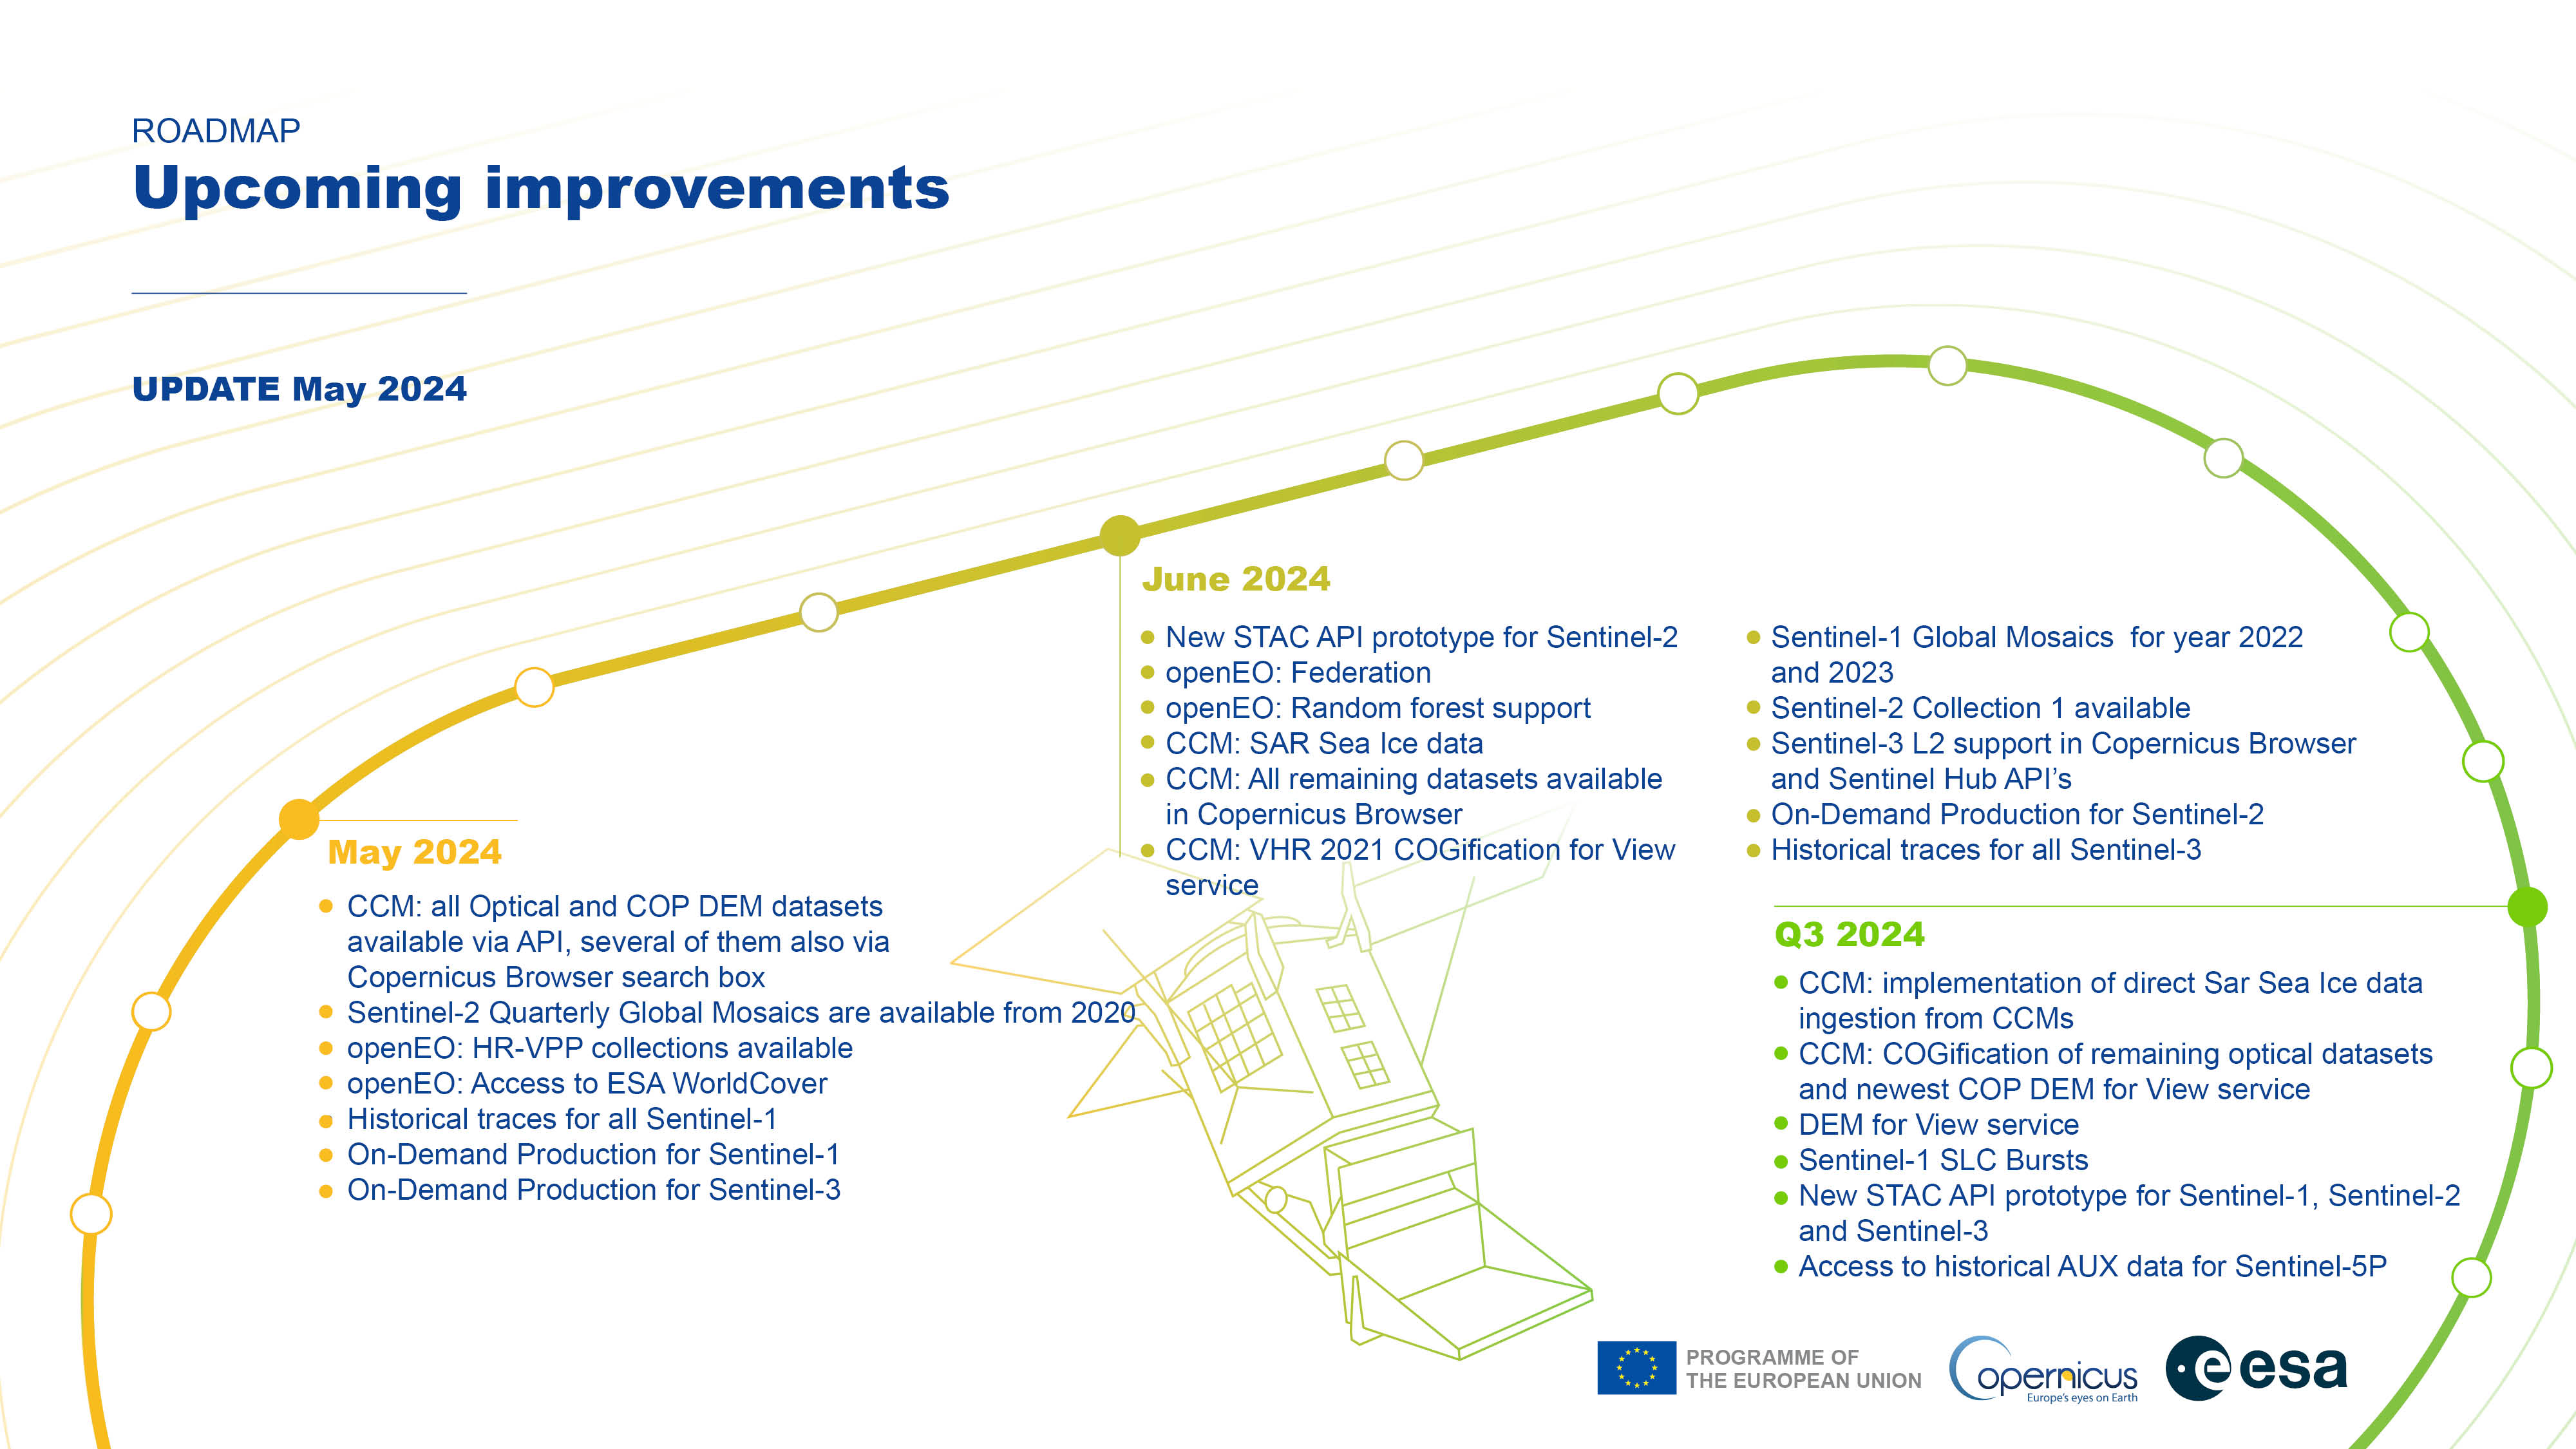 ROADMAP
Upcoming improvements
UPDATE May 2024
May 2024
CCM: all Optical and COP DEM datasets
available via API, several of them also via
Copernicus Browser search box
Sentinel-2 Quarterly Global Mosaics are available from 2020
openEO: HR-VPP collections available
openEO: Access to ESA WorldCover
Historical traces for all Sentinel-1
On-Demand Production for Sentinel-1
On-Demand Production for Sentinel-3
June 2024
New STAC API prototype for Sentinel-2
openEO: Federation
openEO: Random forest support
CCM: SAR Sea Ice data
CCM: All remaining datasets available
in Copernicus Browser
CCM: VHR 2021 COGification for View
service
Sentinel-1 Global Mosaics  for year 2022
and 2023
Sentinel-2 Collection 1 available
Sentinel-3 L2 support in Copernicus Browser
and Sentinel Hub API’s
On-Demand Production for Sentinel-2
Historical traces for all Sentinel-3
Q3 2024
CCM: implementation of direct Sar Sea Ice data
ingestion from CCMs
CCM: COGification of remaining optical datasets
and newest COP DEM for View service
DEM for View service
Sentinel-1 SLC Bursts
New STAC API prototype for Sentinel-1, Sentinel-2
and Sentinel-3
Access to historical AUX data for Sentinel-5P
PROGRAMME OF
THE EUROPEAN UNION
Copernicus
Europe's eyes on Earth
esa